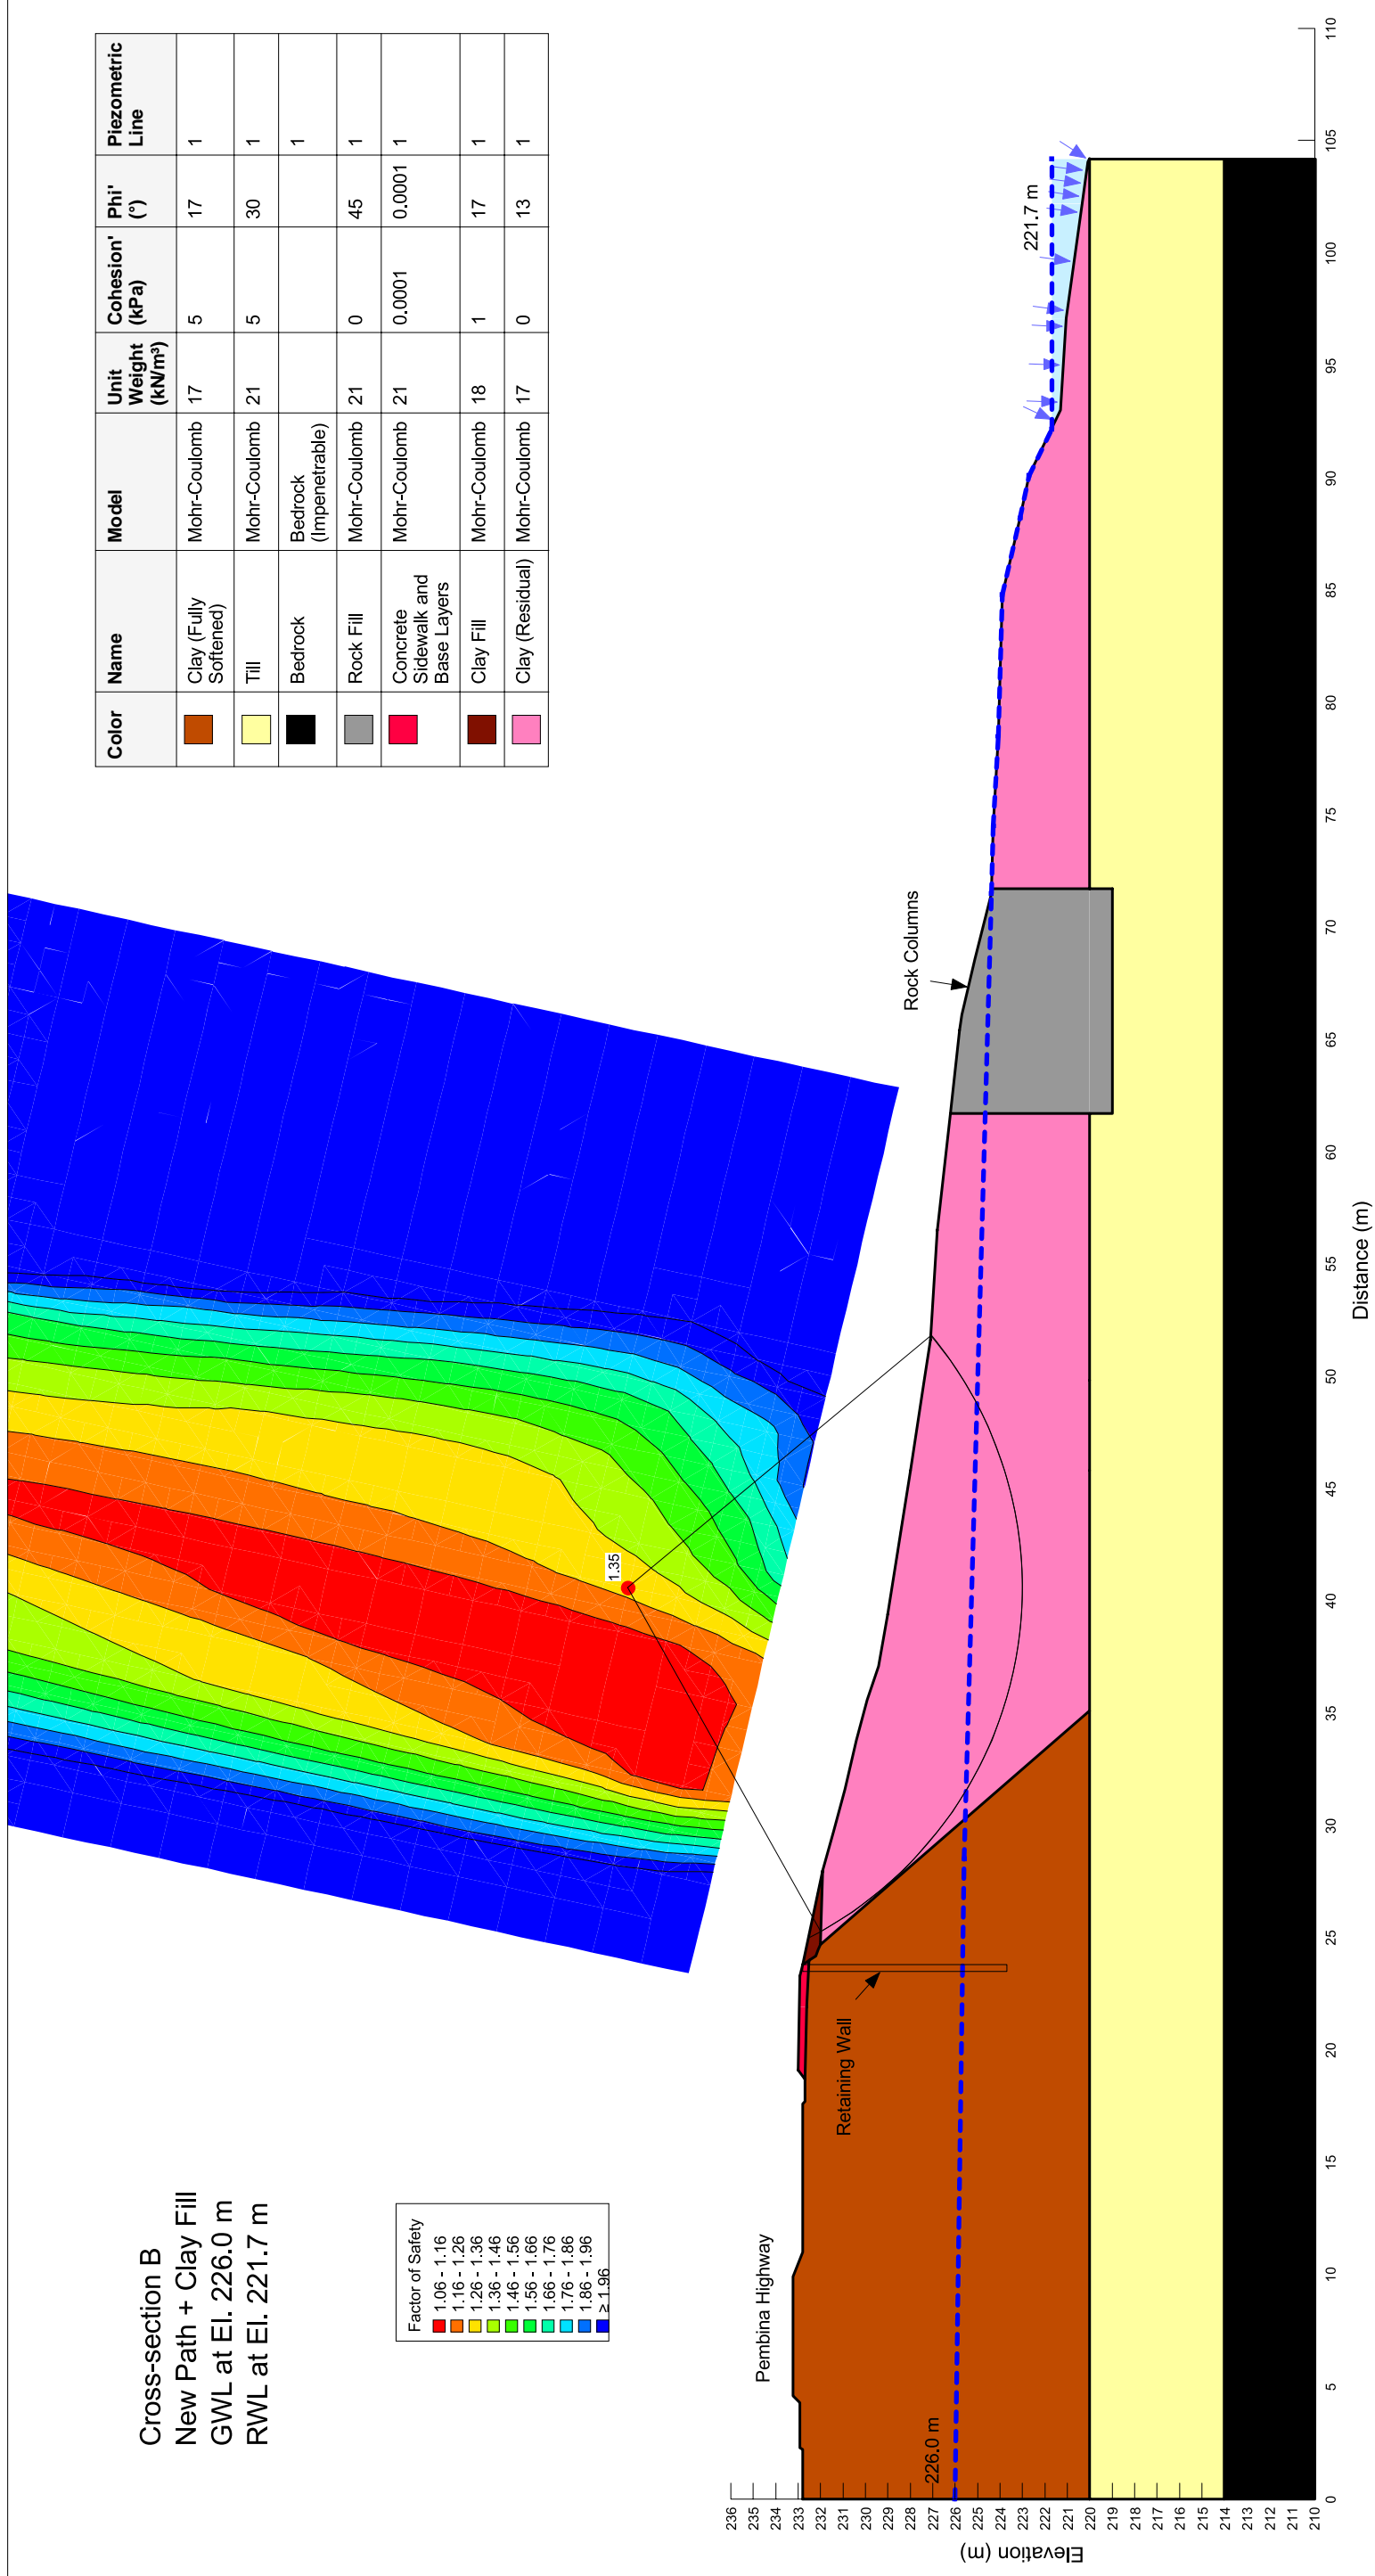 Cross-section B
New Path + Clay Fill
GWL at El. 226.0 m
RWL at El. 221.7 m
Color Name Model Unit Weight (kN/m³) Cohesion' (kPa) Phi' (°) Piezometric Line
Clay (Fully Softened) Mohr-Coulomb 17 5 17 1
Till Mohr-Coulomb 21 5 30 1
Bedrock Bedrock (Impenetrable) 1
Rock Fill Mohr-Coulomb 21 0 45 1
Concrete Sidewalk and Base Layers Mohr-Coulomb 21 0.0001 0.0001 1
Clay Fill Mohr-Coulomb 18 1 17 1
Clay (Residual) Mohr-Coulomb 17 0 13 1
Factor of Safety
1.06 - 1.16
1.16 - 1.26
1.26 - 1.36
1.36 - 1.46
1.46 - 1.56
1.56 - 1.66
1.66 - 1.76
1.76 - 1.86
1.86 - 1.96
≥ 1.96
1.35
Pembina Highway
Retaining Wall
Rock Columns
226.0 m
221.7 m
Elevation (m)
236
235
234
233
232
231
230
229
228
227
226
225
224
223
222
221
220
219
218
217
216
215
214
213
212
211
210
0 5 10 15 20 25 30 35 40 45 50 55 60 65 70 75 80 85 90 95 100 105 110
Distance (m)